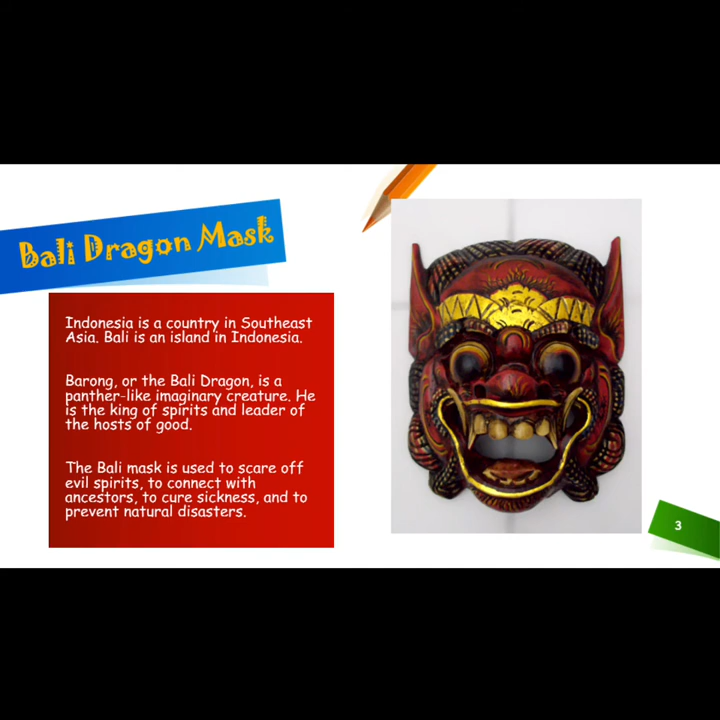 Bali Dragon Mask
Indonesia is a country in Southeast
Asia. Bali is an island in Indonesia.
Barong, or the Bali Dragon, is a
panther-like imaginary creature. He
is the king of spirits and leader of
the hosts of good.
The Bali mask is used to scare off
evil spirits, to connect with
ancestors, to cure sickness, and to
prevent natural disasters.
3